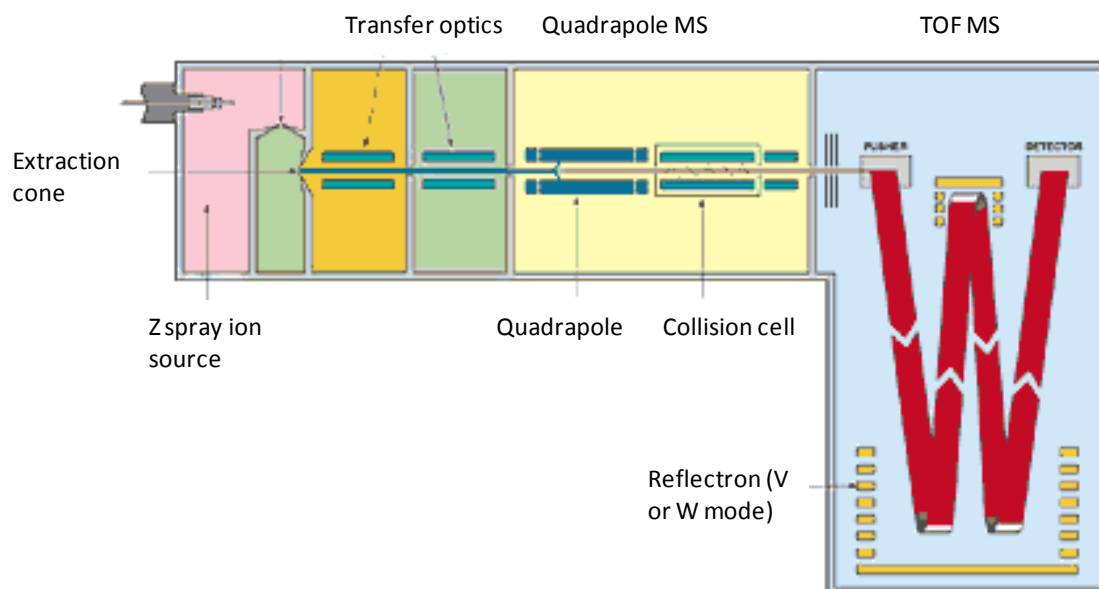 Transfer optics
Quadrapole MS
TOF MS
PUSHER
DETECTOR
Extraction
cone
Z spray ion
source
Quadrapole
Collision cell
Reflectron (V
or W mode)